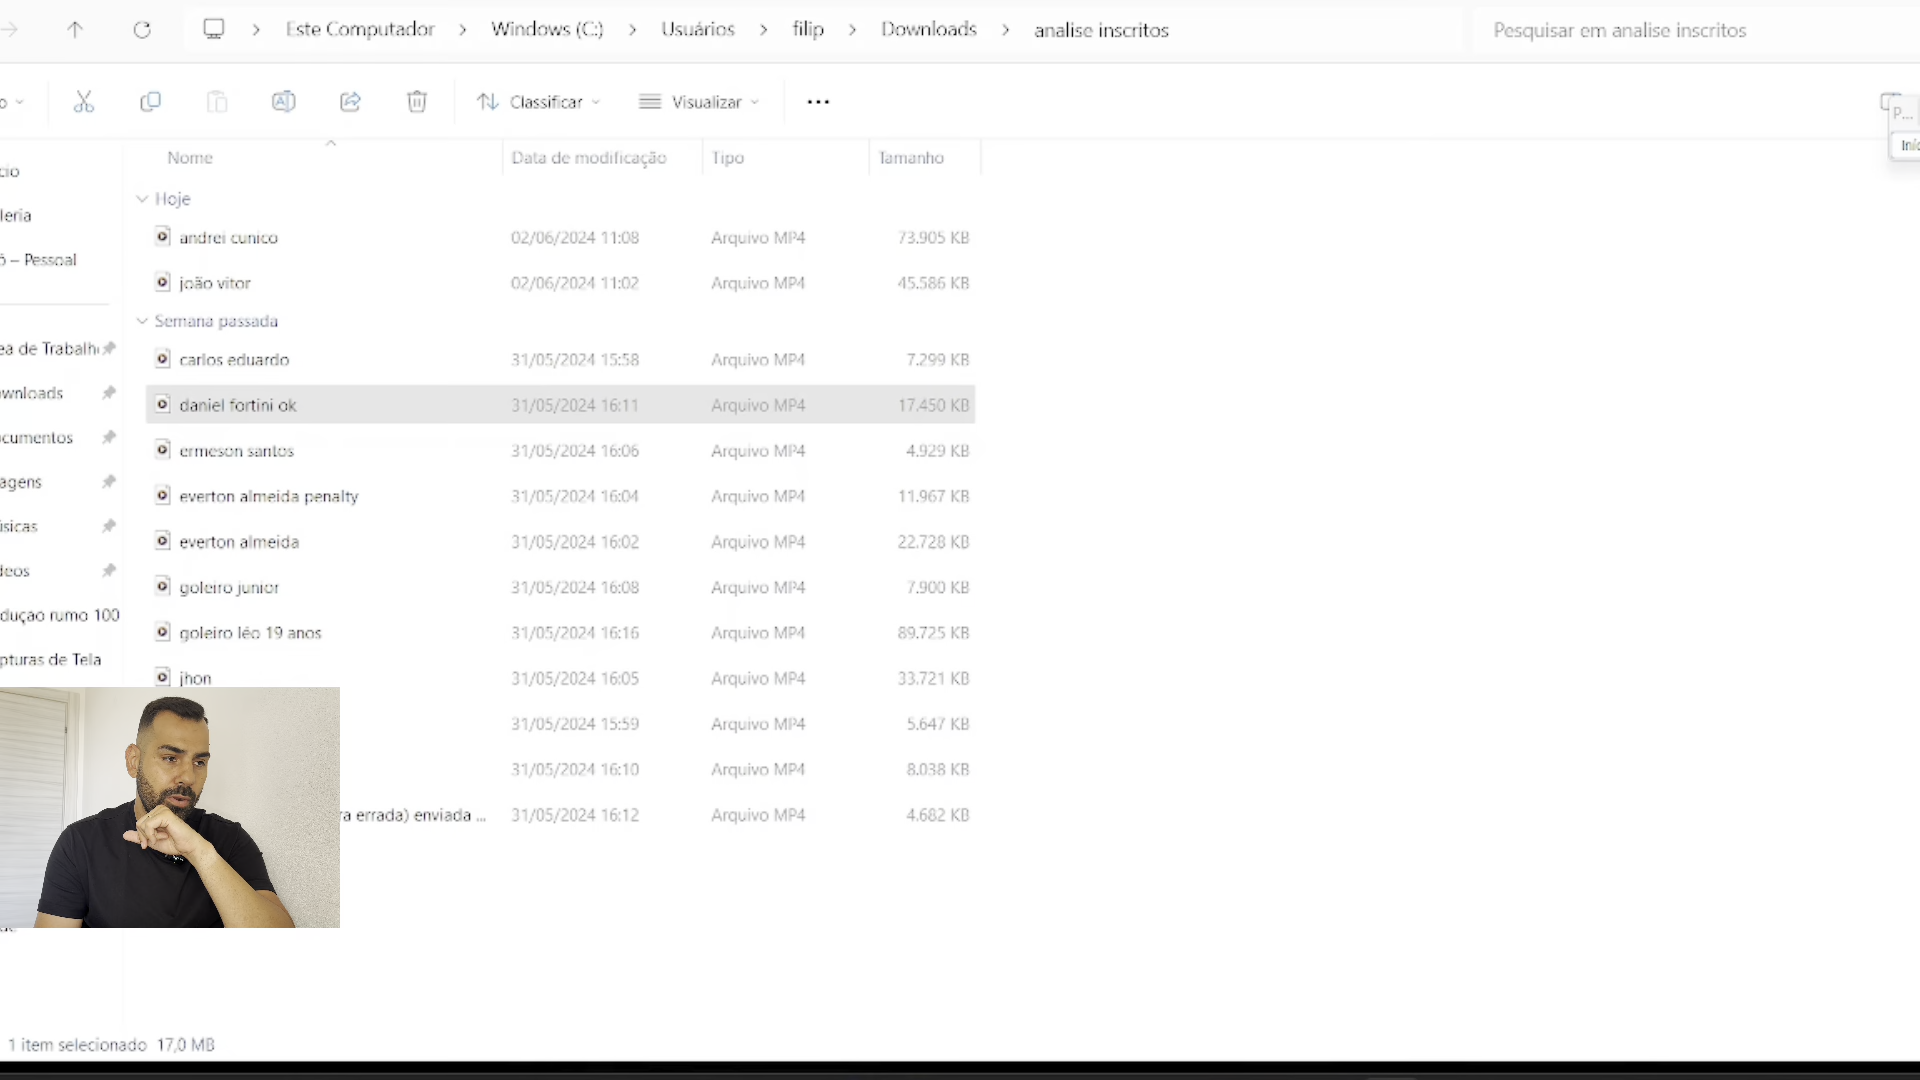 Este Computador > Windows (C:) > Usuários > filip > Downloads > analise inscritos
Pesquisar em analise inscritos
Classificar
Visualizar
...
P...
Nome
Data de modificação
Tipo
Tamanho
Hoje
andrei cunico 02/06/2024 11:08 Arquivo MP4 73.905 KB
joão vitor 02/06/2024 11:02 Arquivo MP4 45.586 KB
Semana passada
carlos eduardo 31/05/2024 15:58 Arquivo MP4 7.299 KB
daniel fortini ok 31/05/2024 16:11 Arquivo MP4 17.450 KB
ermeson santos 31/05/2024 16:06 Arquivo MP4 4.929 KB
everton almeida penalty 31/05/2024 16:04 Arquivo MP4 11.967 KB
everton almeida 31/05/2024 16:02 Arquivo MP4 22.728 KB
goleiro junior 31/05/2024 16:08 Arquivo MP4 7.900 KB
goleiro léo 19 anos 31/05/2024 16:16 Arquivo MP4 89.725 KB
jhon 31/05/2024 16:05 Arquivo MP4 33.721 KB
31/05/2024 15:59 Arquivo MP4 5.647 KB
31/05/2024 16:10 Arquivo MP4 8.038 KB
ra errada) enviada ... 31/05/2024 16:12 Arquivo MP4 4.682 KB
cio
leria
– Pessoal
ea de Trabalh
wnloads
cumentos
agens
sicas
deos
dução rumo 100
pturas de Tela
1 item selecionado 17,0 MB